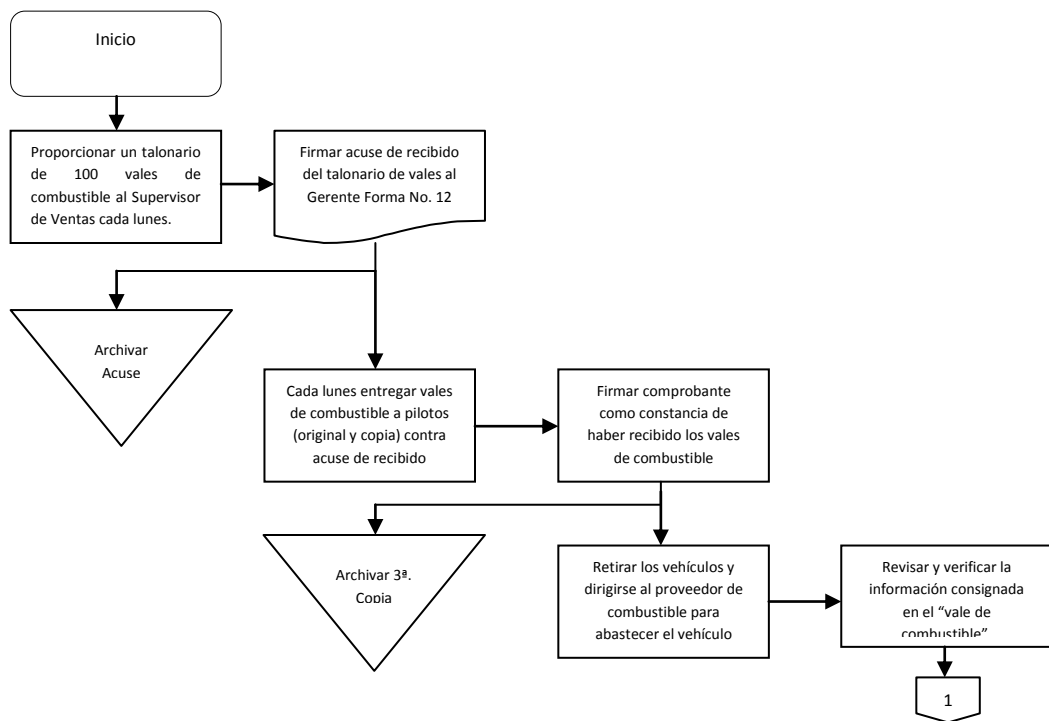 Inicio
Proporcionar un talonario
de 100 vales de
combustible al Supervisor
de Ventas cada lunes.
Firmar acuse de recibido
del talonario de vales al
Gerente Forma No. 12
Archivar
Acuse
Cada lunes entregar vales
de combustible a pilotos
(original y copia) contra
acuse de recibido
Firmar comprobante
como constancia de
haber recibido los vales
de combustible
Archivar 3ª.
Copia
Retirar los vehículos y
dirigirse al proveedor de
combustible para
abastecer el vehículo
Revisar y verificar la
información consignada
en el “vale de
combustible”
1